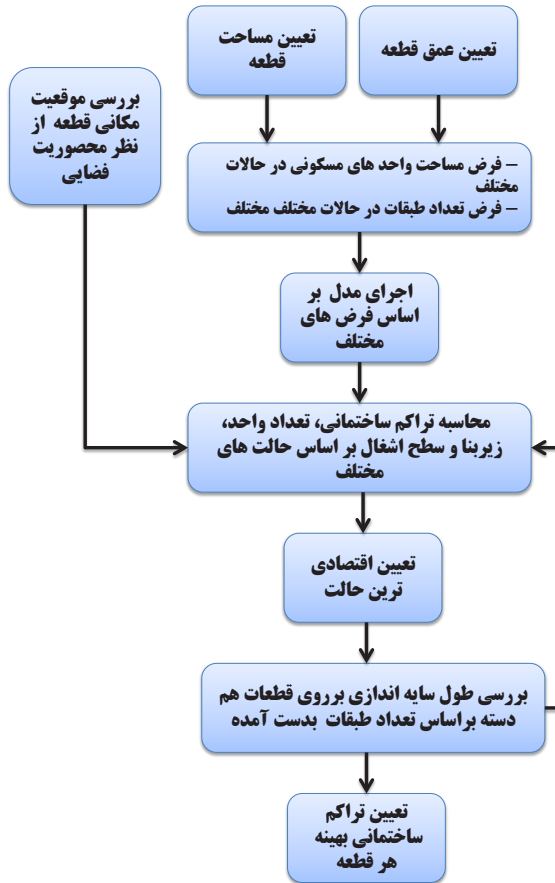 تعیین مساحت
قطعه
تعیین عمق قطعه
بررسی موقعیت
مکانی قطعه از
نظر محصوریت
فضایی
– فرض مساحت واحد های مسکونی در حالات
مختلف
– فرض تعداد طبقات در حالات مختلف مختلف
اجرای مدل بر
اساس فرض های
مختلف
محاسبه تراکم ساختمانی، تعداد واحد،
زیربنا و سطح اشغال بر اساس حالت های
مختلف
تعیین اقتصادی
ترین حالت
بررسی طول سایه اندازی برروی قطعات هم
دسته براساس تعداد طبقات بدست آمده
تعیین تراکم
ساختمانی بهینه
هر قطعه